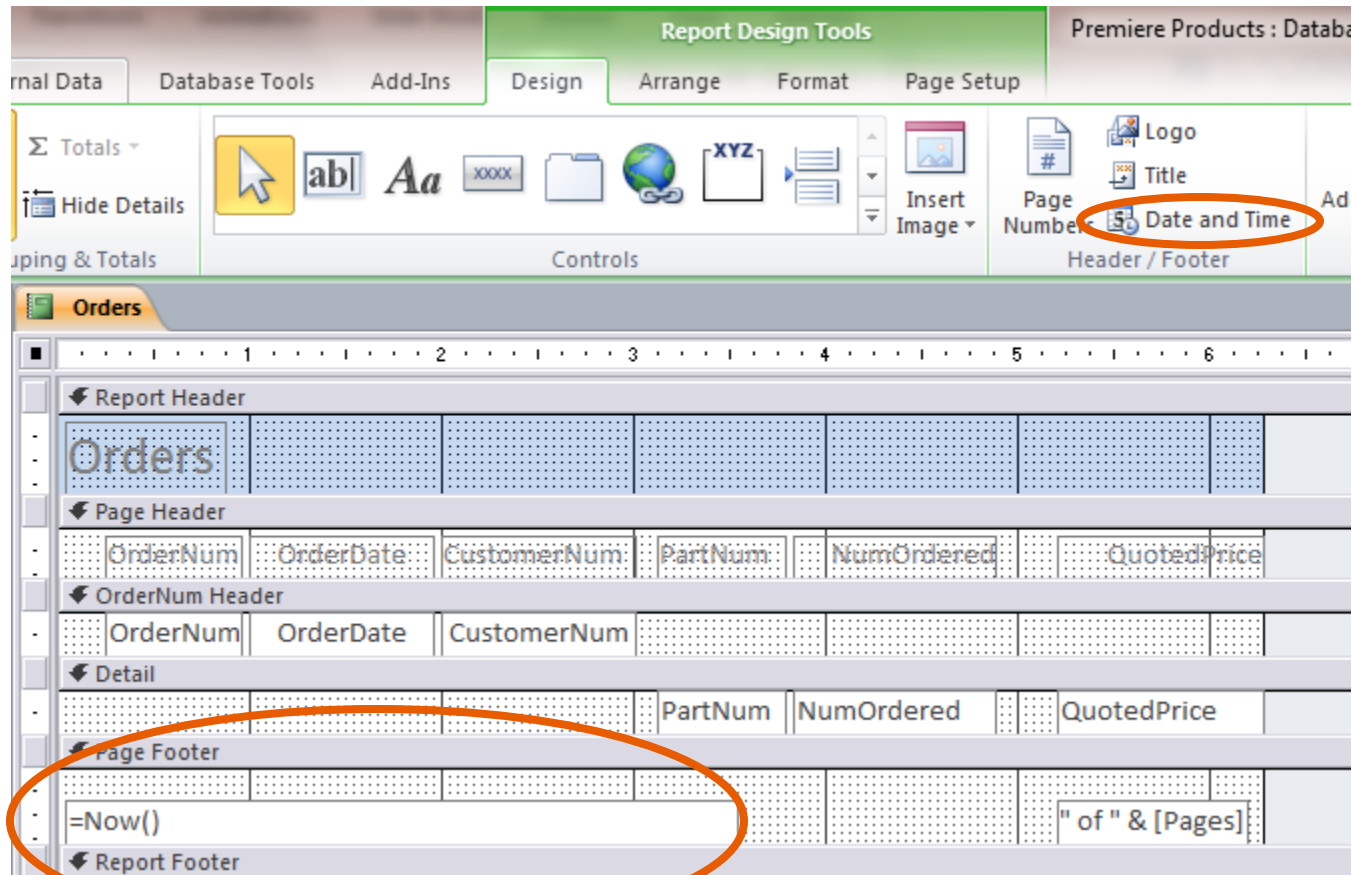 Report Design Tools
Premiere Products : Databa
rnal Data Database Tools Add-Ins Design Arrange Format Page Setup
Σ Totals
Hide Details
uping & Totals
ab| Aa XXXX XYZ
Controls
Insert
Image
#
Page
Numbers
Logo
Title
Date and Time
Header / Footer
Ad
Orders
1 2 3 4 5 6
Report Header
Orders
Page Header
OrderNum OrderDate CustomerNum PartNum NumOrdered QuotedPrice
OrderNum Header
OrderNum OrderDate CustomerNum
Detail
PartNum NumOrdered QuotedPrice
Page Footer
=Now() " of " & [Pages]
Report Footer